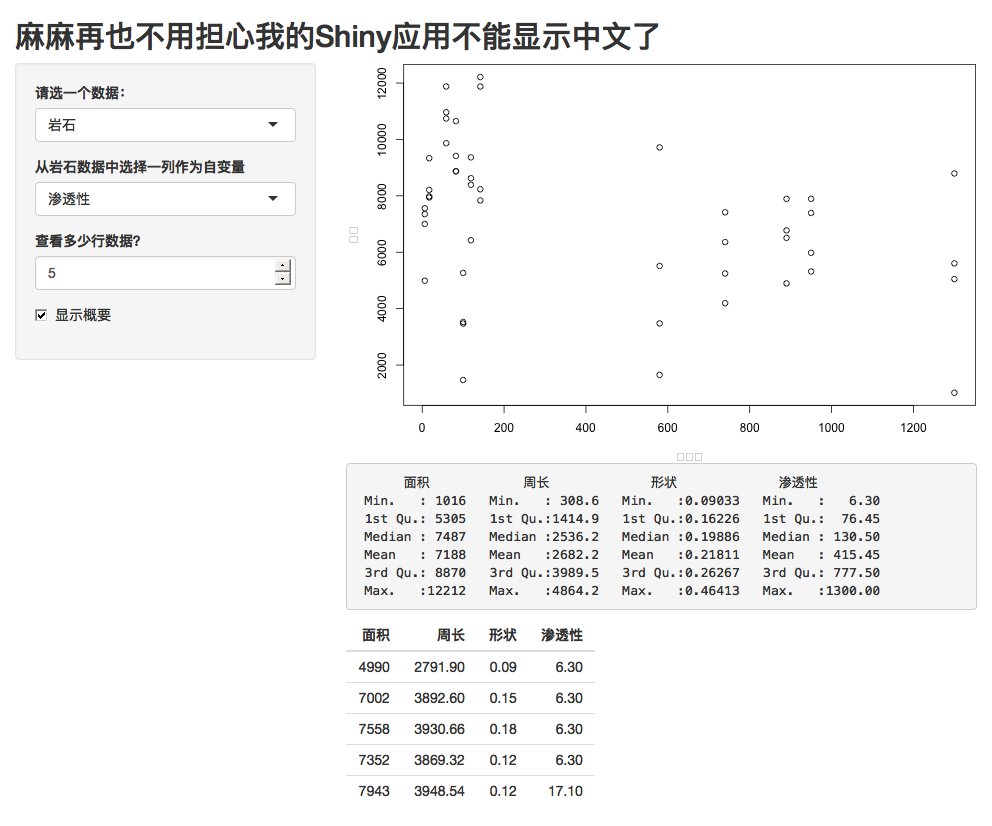 麻麻再也不用担心我的Shiny应用不能显示中文了
请选一个数据：
岩石
从岩石数据中选择一列作为自变量
渗透性
查看多少行数据？
5
显示概要
12000
10000
8000
6000
4000
2000
0 200 400 600 800 1000 1200
面积 周长 形状 渗透性
Min. : 1016 Min. : 308.6 Min. :0.09033 Min. : 6.30
1st Qu.: 5305 1st Qu.:1414.9 1st Qu.:0.16226 1st Qu.: 76.45
Median : 7487 Median :2536.2 Median :0.19886 Median : 130.50
Mean : 7188 Mean :2682.2 Mean :0.21811 Mean : 415.45
3rd Qu.: 8870 3rd Qu.:3989.5 3rd Qu.:0.26267 3rd Qu.: 777.50
Max. :12212 Max. :4864.2 Max. :0.46413 Max. :1300.00
面积 周长 形状 渗透性
4990 2791.90 0.09 6.30
7002 3892.60 0.15 6.30
7558 3930.66 0.18 6.30
7352 3869.32 0.12 6.30
7943 3948.54 0.12 17.10